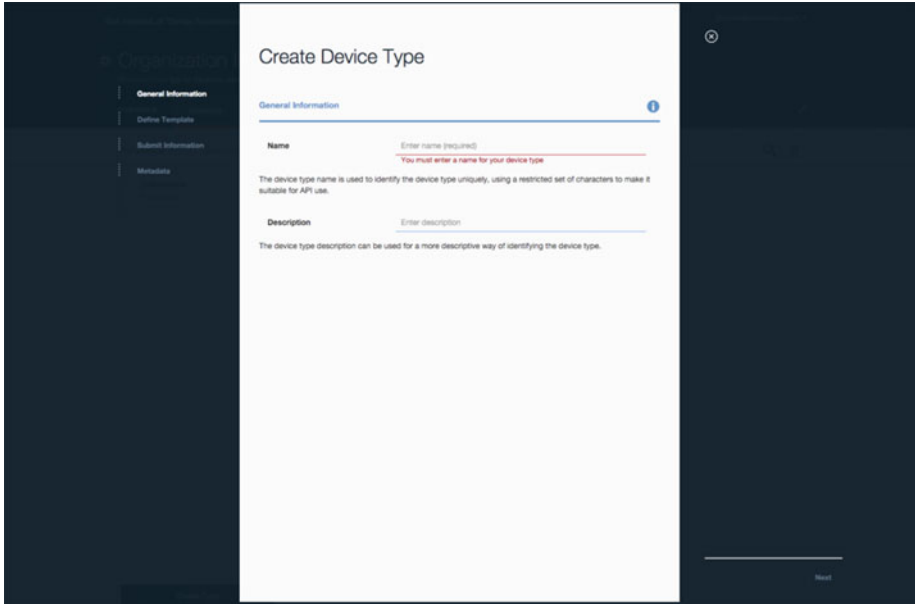 Create Device Type
General Information
Define Template
Submit Information
Metadata
General Information
Name
Enter name (required)
You must enter a name for your device type
The device type name is used to identify the device type uniquely, using a restricted set of characters to make it
suitable for API use.
Description
Enter description
The device type description can be used for a more descriptive way of identifying the device type.
Next